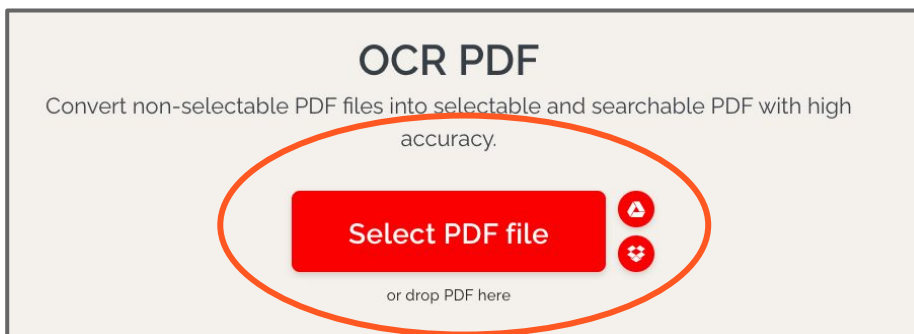 OCR PDF
Convert non-selectable PDF files into selectable and searchable PDF with high
accuracy.
Select PDF file
or drop PDF here